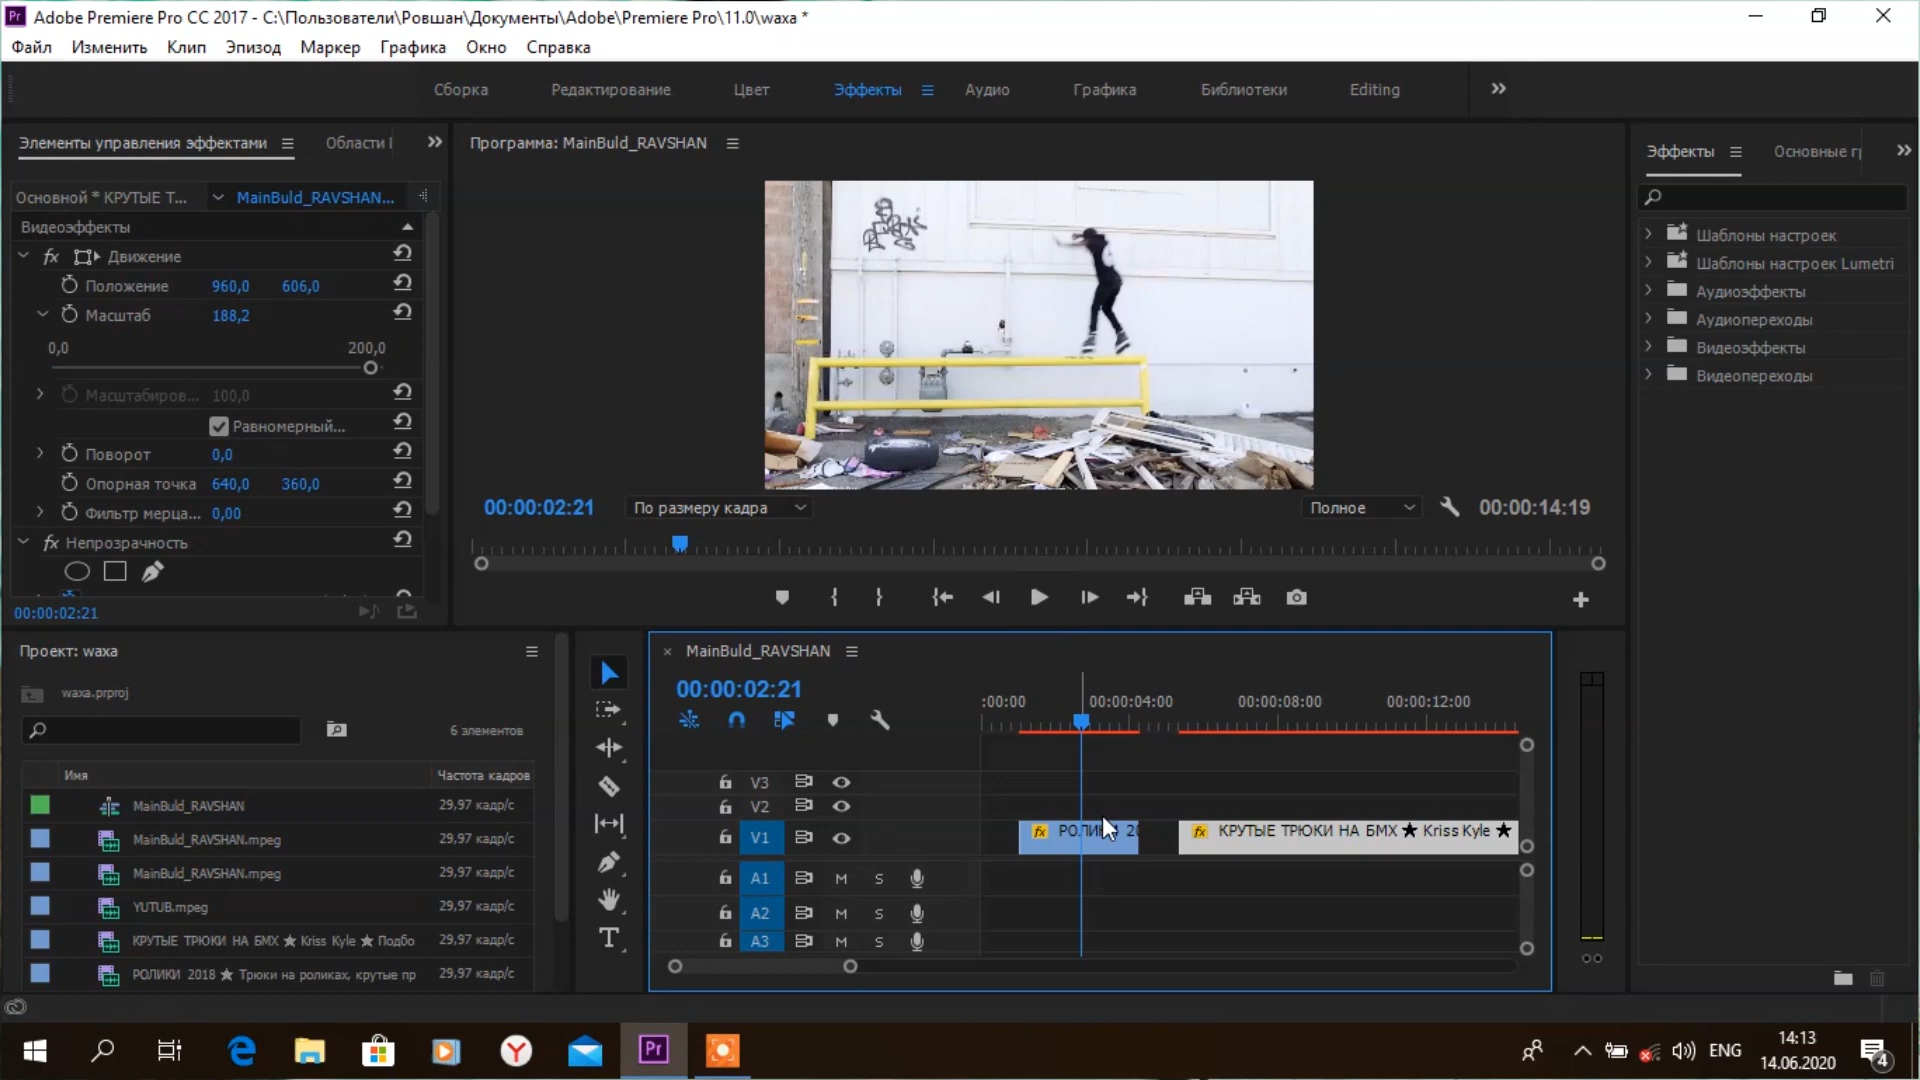 Adobe Premiere Pro CC 2017 - C:\Пользователи\Ровшан\Документы\Adobe\Premiere Pro\11.0\waxa *
Файл Изменить Клип Эпизод Маркер Графика Окно Справка
Сборка Редактирование Цвет Эффекты Аудио Графика Библиотеки Editing
Элементы управления эффектами Области
Программа: MainBuld_RAVSHAN
Эффекты Основные гр
Основной * КРУТЫЕ Т... MainBuld_RAVSHAN...
Видеоэффекты
fx Движение
Положение 960,0 606,0
Масштаб 188,2
0,0 200,0
Масштабиров... 100,0
Равномерный...
Поворот 0,0
Опорная точка 640,0 360,0
Фильтр мерца... 0,00
fx Непрозрачность
00:00:02:21
Шаблоны настроек
Шаблоны настроек Lumetri
Аудиоэффекты
Аудиопереходы
Видеоэффекты
Видеопереходы
00:00:02:21 По размеру кадра Полное 00:00:14:19
Проект: waxa
waxa.prproj
6 элементов
Имя Частота кадров
MainBuld_RAVSHAN 29,97 кадр/с
MainBuld_RAVSHAN.mpeg 29,97 кадр/с
MainBuld_RAVSHAN.mpeg 29,97 кадр/с
YUTUB.mpeg 29,97 кадр/с
КРУТЫЕ ТРЮКИ НА БМХ ★ Kriss Kyle ★ Подбо 29,97 кадр/с
РОЛИКИ 2018 ★ Трюки на роликах, крутые пр 29,97 кадр/с
× MainBuld_RAVSHAN
00:00:02:21
:00:00 00:00:04:00 00:00:08:00 00:00:12:00
V3
V2
V1 fx РОЛИКИ 20 fx КРУТЫЕ ТРЮКИ НА БМХ ★ Kriss Kyle ★
A1 M S
A2 M S
A3 M S
Pr ENG 14:13
14.06.2020
4